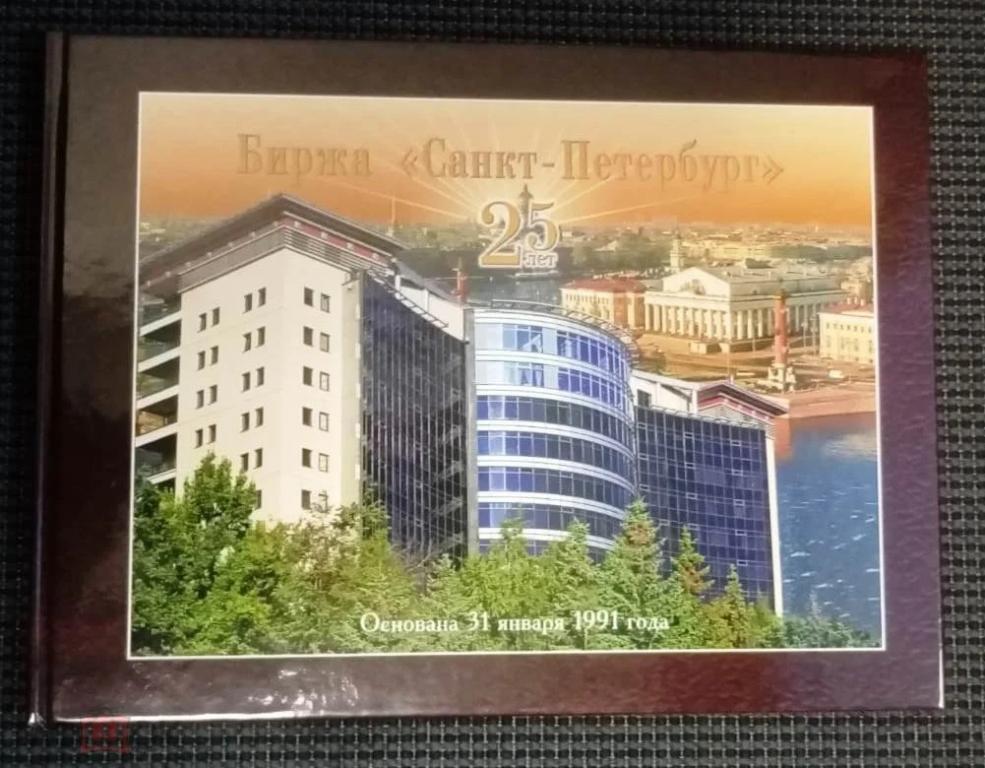 Биржа «Санкт-Петербург»
25
лет
Основана 31 января 1991 года